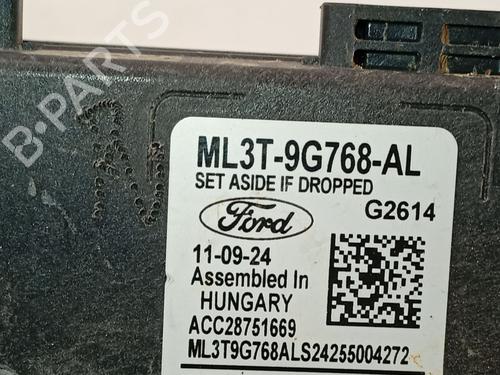 B-PARTS
ML3T-9G768-AL
SET ASIDE IF DROPPED
Ford
G2614
11-09-24
Assembled In
HUNGARY
ACC28751669
ML3T9G768ALS24255004272